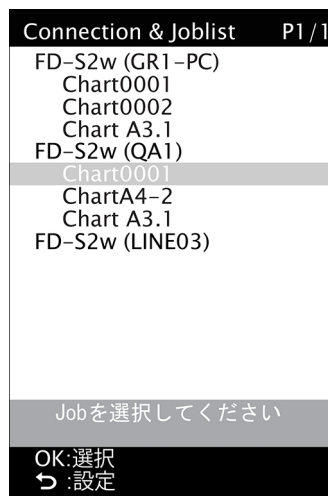 Connection & Joblist P1/1
FD-S2w (GR1-PC)
Chart0001
Chart0002
Chart A3.1
FD-S2w (QA1)
Chart0001
ChartA4-2
Chart A3.1
FD-S2w (LINE03)
Jobを選択してください
OK:選択
⮌ :設定